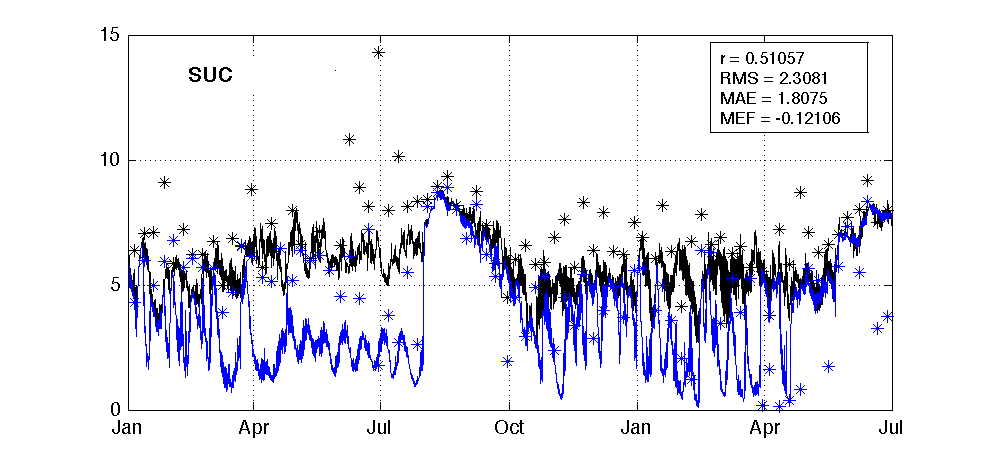 15
SUC
r = 0.51057
RMS = 2.3081
MAE = 1.8075
MEF = -0.12106
10
5
0
Jan Apr Jul Oct Jan Apr Jul